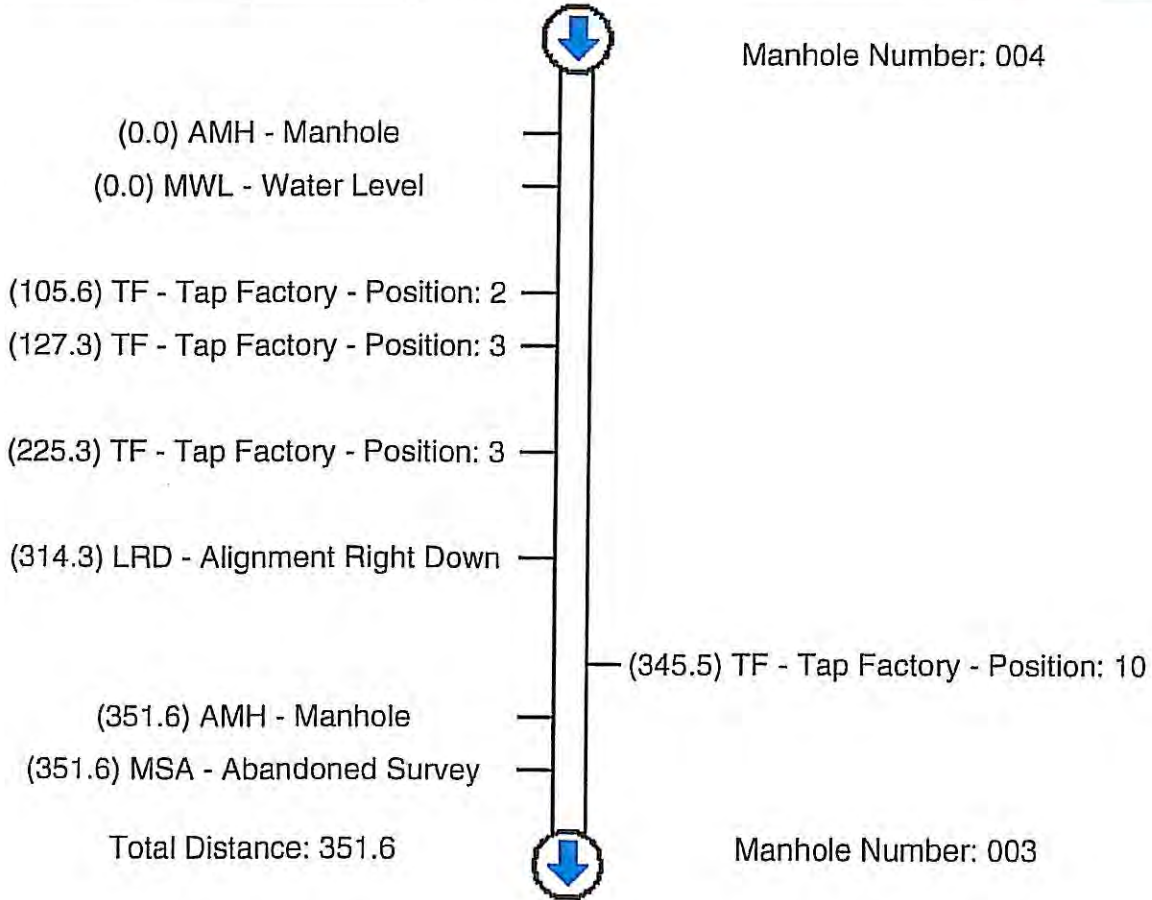 Manhole Number: 004
(0.0) AMH - Manhole
(0.0) MWL - Water Level
(105.6) TF - Tap Factory - Position: 2
(127.3) TF - Tap Factory - Position: 3
(225.3) TF - Tap Factory - Position: 3
(314.3) LRD - Alignment Right Down
(345.5) TF - Tap Factory - Position: 10
(351.6) AMH - Manhole
(351.6) MSA - Abandoned Survey
Total Distance: 351.6
Manhole Number: 003